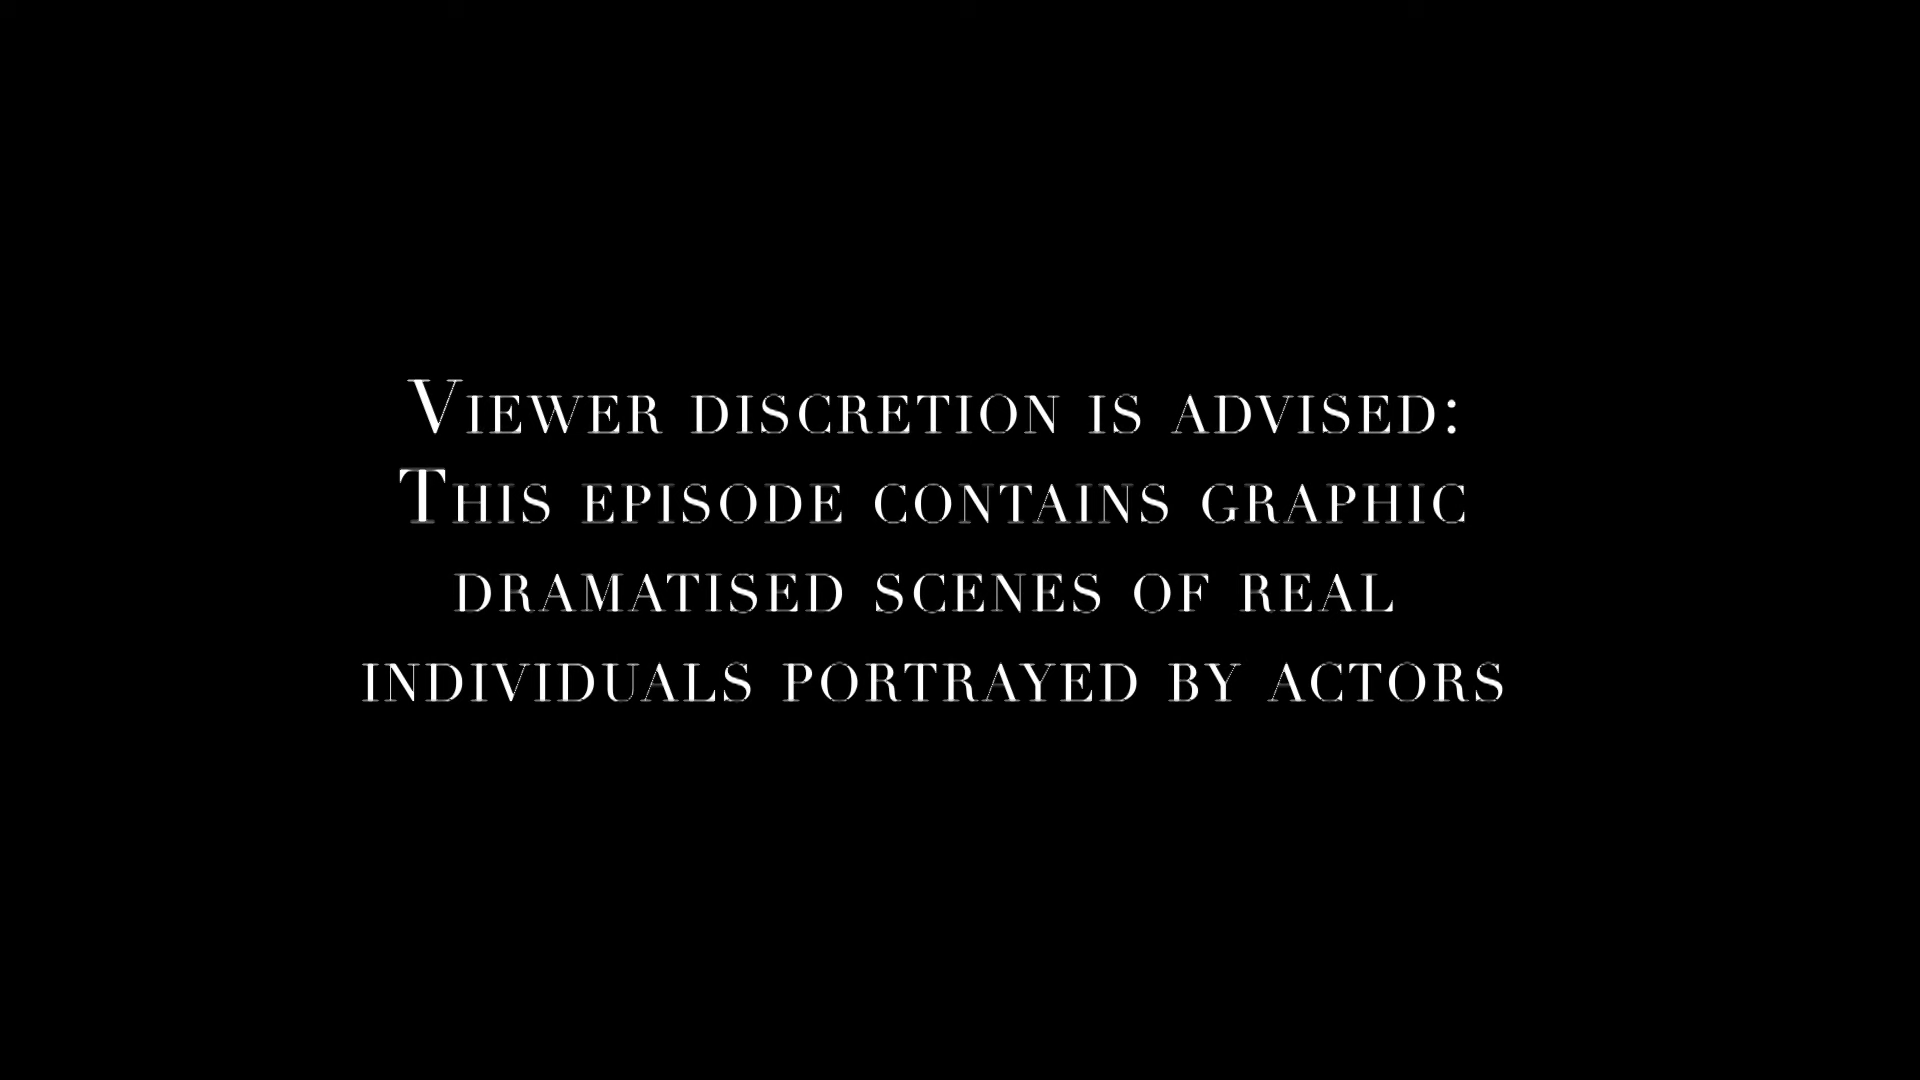 Viewer discretion is advised:
This episode contains graphic
dramatised scenes of real
individuals portrayed by actors